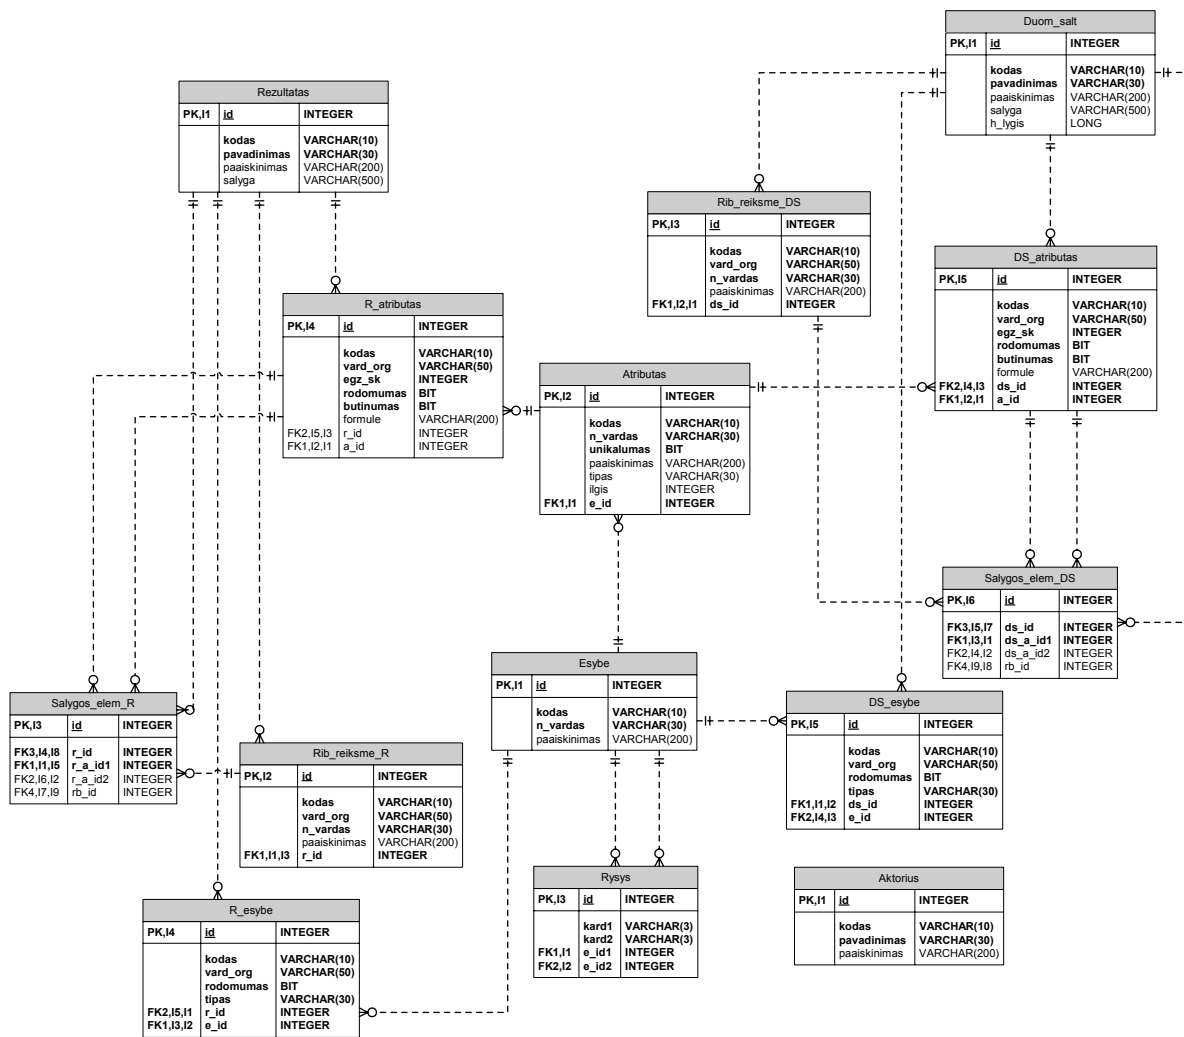 Duom_salt
PK,I1 id INTEGER
kodas VARCHAR(10)
pavadinimas VARCHAR(30)
paaiskinimas VARCHAR(200)
salyga VARCHAR(500)
h_lygis LONG
Rezultatas
PK,I1 id INTEGER
kodas VARCHAR(10)
pavadinimas VARCHAR(30)
paaiskinimas VARCHAR(200)
salyga VARCHAR(500)
Rib_reiksme_DS
PK,I3 id INTEGER
kodas VARCHAR(10)
vard_org VARCHAR(50)
n_vardas VARCHAR(30)
paaiskinimas VARCHAR(200)
FK1,I2,I1 ds_id INTEGER
DS_atributas
PK,I5 id INTEGER
kodas VARCHAR(10)
vard_org VARCHAR(50)
egz_sk INTEGER
rodomumas BIT
butinumas BIT
formule VARCHAR(200)
FK2,I4,I3 ds_id INTEGER
FK1,I2,I1 a_id INTEGER
R_atributas
PK,I4 id INTEGER
kodas VARCHAR(10)
vard_org VARCHAR(50)
egz_sk INTEGER
rodomumas BIT
butinumas BIT
formule VARCHAR(200)
FK2,I5,I3 r_id INTEGER
FK1,I2,I1 a_id INTEGER
Atributas
PK,I2 id INTEGER
kodas VARCHAR(10)
n_vardas VARCHAR(30)
unikalumas BIT
paaiskinimas VARCHAR(200)
tipas VARCHAR(30)
ilgis INTEGER
FK1,I1 e_id INTEGER
Salygos_elem_DS
PK,I6 id INTEGER
FK3,I5,I7 ds_id INTEGER
FK1,I3,I1 ds_a_id1 INTEGER
FK2,I4,I2 ds_a_id2 INTEGER
FK4,I9,I8 rb_id INTEGER
Esybe
PK,I1 id INTEGER
kodas VARCHAR(10)
n_vardas VARCHAR(30)
paaiskinimas VARCHAR(200)
DS_esybe
PK,I5 id INTEGER
kodas VARCHAR(10)
vard_org VARCHAR(50)
rodomumas BIT
tipas VARCHAR(30)
FK1,I1,I2 ds_id INTEGER
FK2,I4,I3 e_id INTEGER
Salygos_elem_R
PK,I3 id INTEGER
FK3,I4,I8 r_id INTEGER
FK1,I1,I5 r_a_id1 INTEGER
FK2,I6,I2 r_a_id2 INTEGER
FK4,I7,I9 rb_id INTEGER
Rib_reiksme_R
PK,I2 id INTEGER
kodas VARCHAR(10)
vard_org VARCHAR(50)
n_vardas VARCHAR(30)
paaiskinimas VARCHAR(200)
FK1,I1,I3 r_id INTEGER
Rysys
PK,I3 id INTEGER
kard1 VARCHAR(3)
kard2 VARCHAR(3)
FK1,I1 e_id1 INTEGER
FK2,I2 e_id2 INTEGER
Aktorius
PK,I1 id INTEGER
kodas VARCHAR(10)
pavadinimas VARCHAR(30)
paaiskinimas VARCHAR(200)
R_esybe
PK,I4 id INTEGER
kodas VARCHAR(10)
vard_org VARCHAR(50)
rodomumas BIT
tipas VARCHAR(30)
FK2,I5,I1 r_id INTEGER
FK1,I3,I2 e_id INTEGER